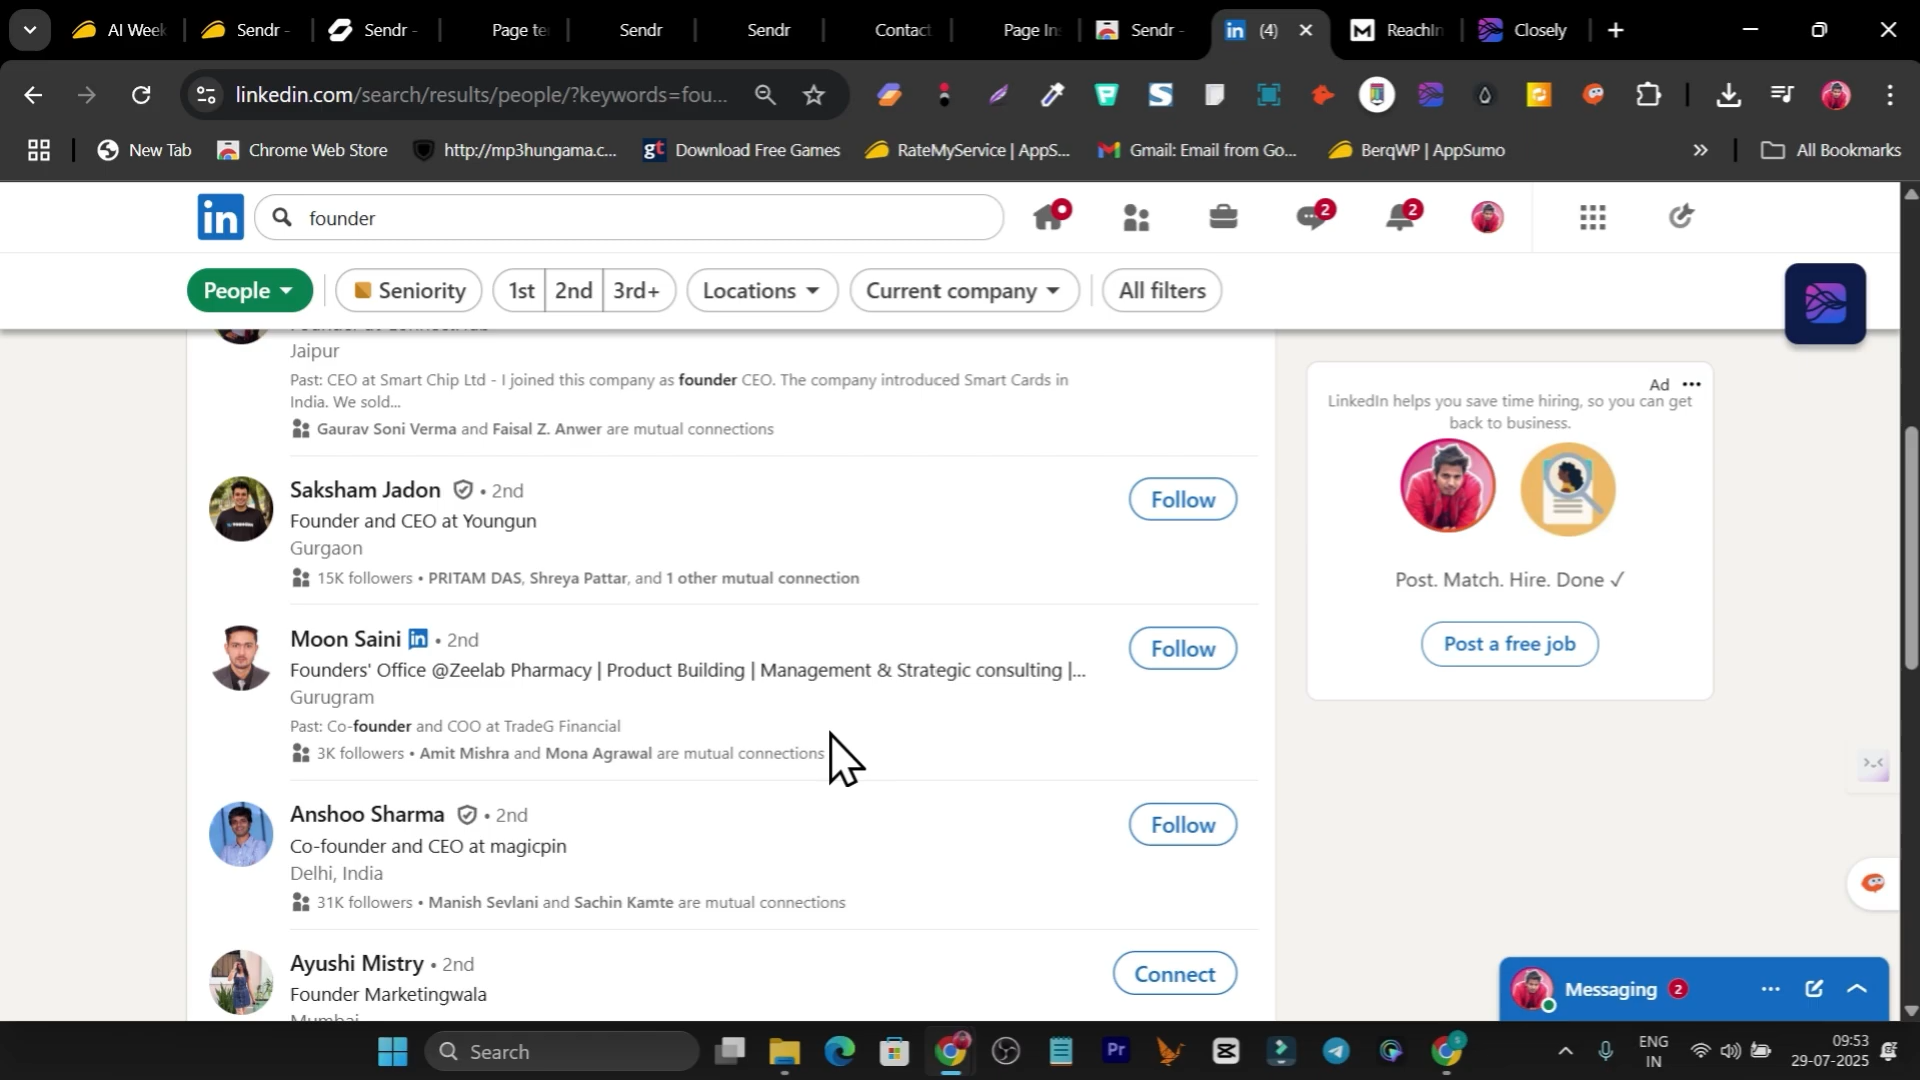 AI Week
Sendr -
Sendr -
Page te
Sendr
Sendr
Contact
Page In
Sendr -
(4)
ReachIn
Closely
linkedin.com/search/results/people/?keywords=fou...
New Tab
Chrome Web Store
http://mp3hungama.c...
gt
Download Free Games
RateMyService | AppS...
Gmail: Email from Go...
BerqWP | AppSumo
All Bookmarks
in
founder
2
2
People
Seniority
1st
2nd
3rd+
Locations
Current company
All filters
Jaipur
Past: CEO at Smart Chip Ltd - I joined this company as founder CEO. The company introduced Smart Cards in
India. We sold...
Gaurav Soni Verma and Faisal Z. Anwer are mutual connections
Saksham Jadon • 2nd
Founder and CEO at Youngun
Gurgaon
15K followers • PRITAM DAS, Shreya Pattar, and 1 other mutual connection
Follow
Moon Saini in • 2nd
Founders' Office @Zeelab Pharmacy | Product Building | Management & Strategic consulting |...
Gurugram
Past: Co-founder and COO at TradeG Financial
3K followers • Amit Mishra and Mona Agrawal are mutual connections
Follow
Anshoo Sharma • 2nd
Co-founder and CEO at magicpin
Delhi, India
31K followers • Manish Sevlani and Sachin Kamte are mutual connections
Follow
Ayushi Mistry • 2nd
Founder Marketingwala
Mumbai
Connect
Ad
LinkedIn helps you save time hiring, so you can get
back to business.
Post. Match. Hire. Done ✓
Post a free job
Messaging 2
Search
Pr
ENG
IN
09:53
29-07-2025